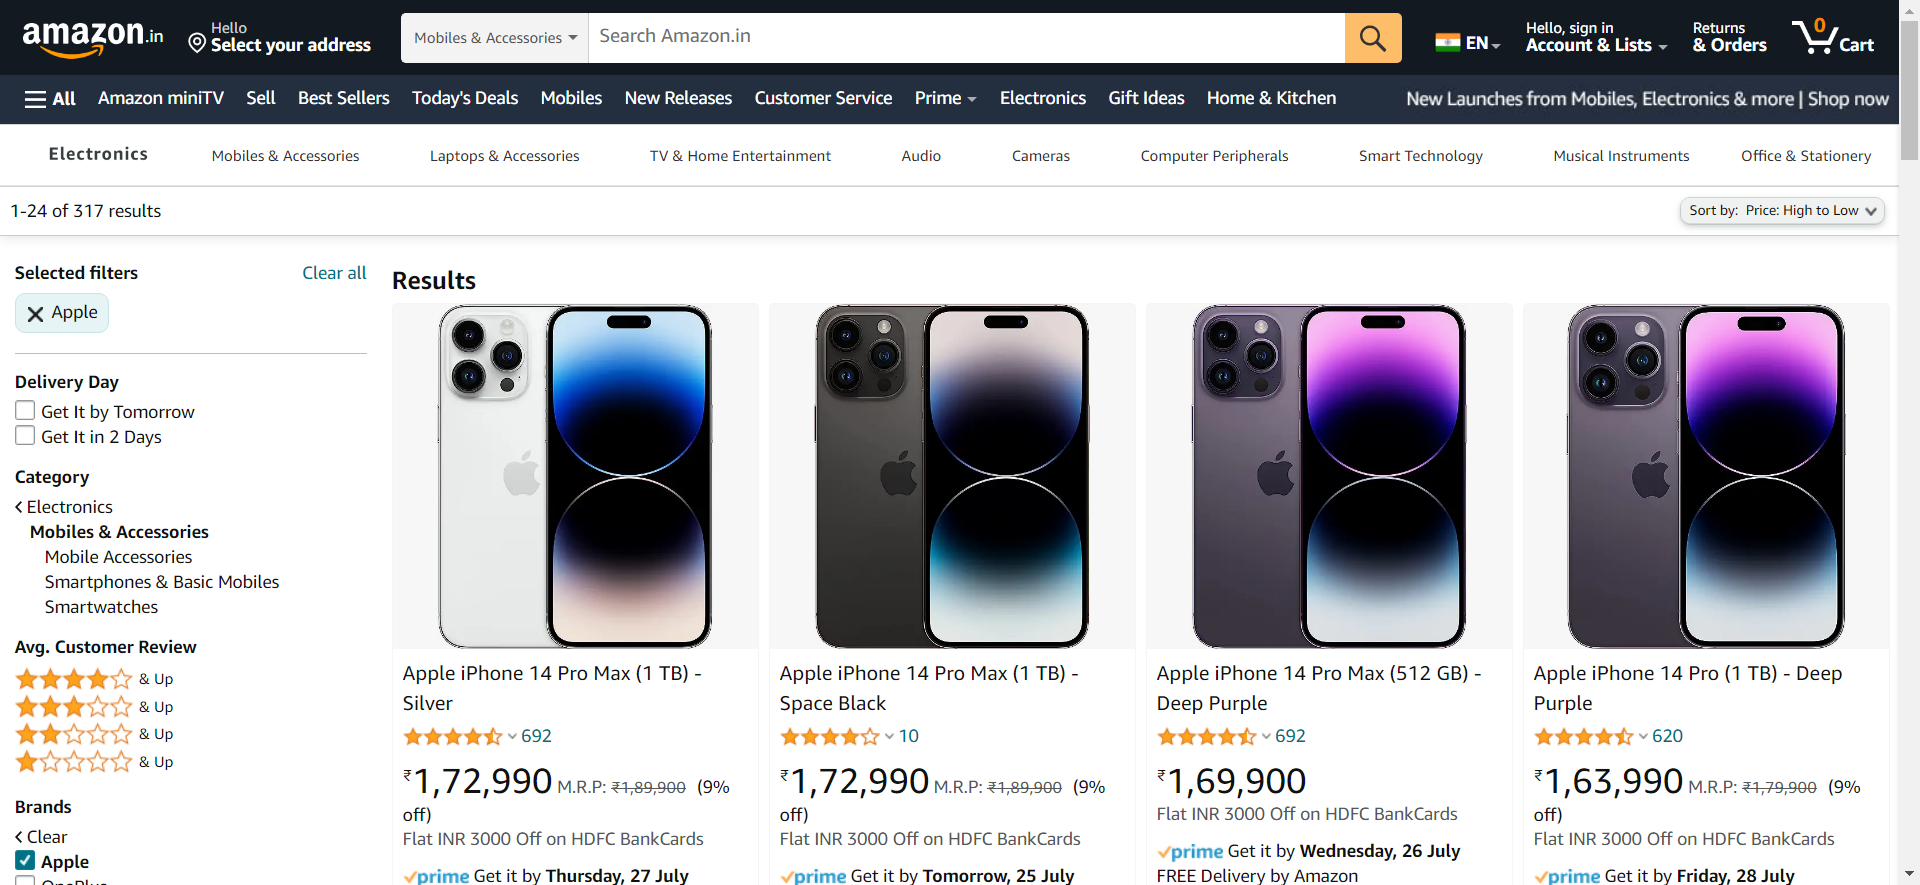 amazon.in
Hello
Select your address
Mobiles & Accessories
Search Amazon.in
EN
Hello, sign in
Account & Lists
Returns
& Orders
0
Cart
All
Amazon miniTV
Sell
Best Sellers
Today's Deals
Mobiles
New Releases
Customer Service
Prime
Electronics
Gift Ideas
Home & Kitchen
New Launches from Mobiles, Electronics & more | Shop now
Electronics
Mobiles & Accessories
Laptops & Accessories
TV & Home Entertainment
Audio
Cameras
Computer Peripherals
Smart Technology
Musical Instruments
Office & Stationery
1-24 of 317 results
Sort by: Price: High to Low
Selected filters
Clear all
Apple
Delivery Day
Get It by Tomorrow
Get It in 2 Days
Category
Electronics
Mobiles & Accessories
Mobile Accessories
Smartphones & Basic Mobiles
Smartwatches
Avg. Customer Review
& Up
& Up
& Up
& Up
Brands
Clear
Apple
OnePlus
Results
Apple iPhone 14 Pro Max (1 TB) -
Silver
692
₹1,72,990 M.R.P: ₹1,89,900 (9%
off)
Flat INR 3000 Off on HDFC BankCards
prime Get it by Thursday, 27 July
Apple iPhone 14 Pro Max (1 TB) -
Space Black
10
₹1,72,990 M.R.P: ₹1,89,900 (9%
off)
Flat INR 3000 Off on HDFC BankCards
prime Get it by Tomorrow, 25 July
Apple iPhone 14 Pro Max (512 GB) -
Deep Purple
692
₹1,69,900
Flat INR 3000 Off on HDFC BankCards
prime Get it by Wednesday, 26 July
FREE Delivery by Amazon
Apple iPhone 14 Pro (1 TB) - Deep
Purple
620
₹1,63,990 M.R.P: ₹1,79,900 (9%
off)
Flat INR 3000 Off on HDFC BankCards
prime Get it by Friday, 28 July